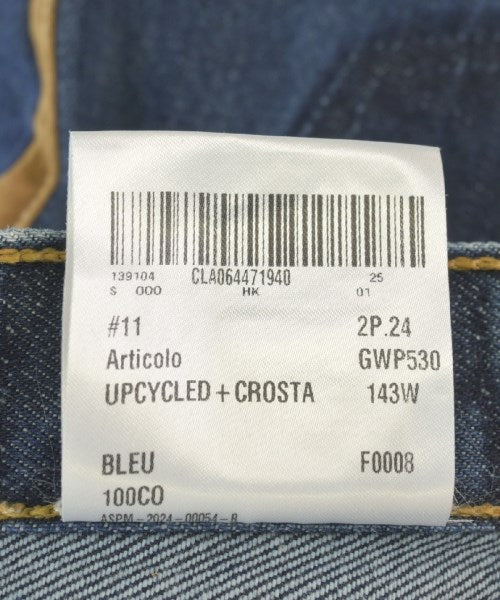 139104 CLA064471940 25
S 000 HK 01
#11 2P.24
Articolo GWP530
UPCYCLED + CROSTA 143W
BLEU F0008
100CO
ASPM - 2024 - 00054 - B